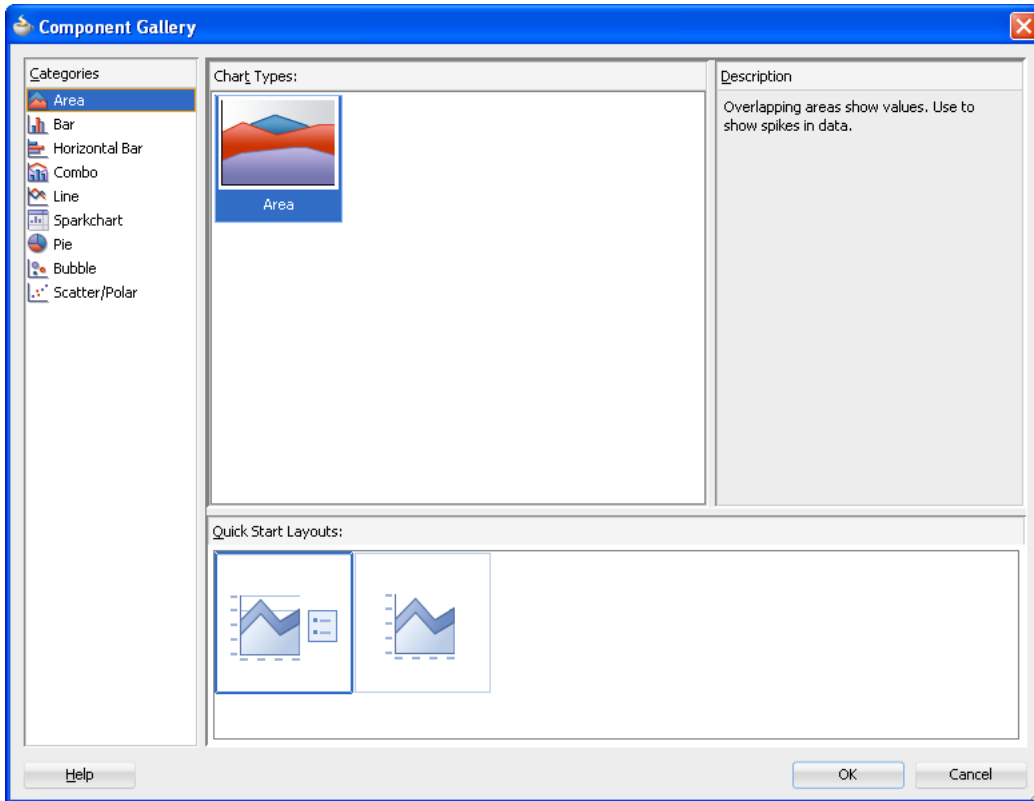 Component Gallery
Categories
Area
Bar
Horizontal Bar
Combo
Line
Sparkchart
Pie
Bubble
Scatter/Polar
Chart Types:
Area
Description
Overlapping areas show values. Use to
show spikes in data.
Quick Start Layouts:
Help
OK
Cancel